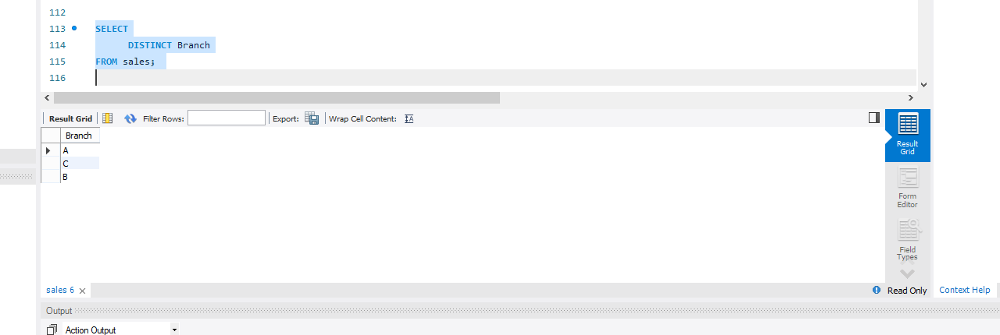 112
113 SELECT
114 DISTINCT Branch
115 FROM sales;
116
Result Grid Filter Rows: Export: Wrap Cell Content: IA
Branch
A
C
B
Result
Grid
Form
Editor
Field
Types
sales 6 Read Only Context Help
Output
Action Output